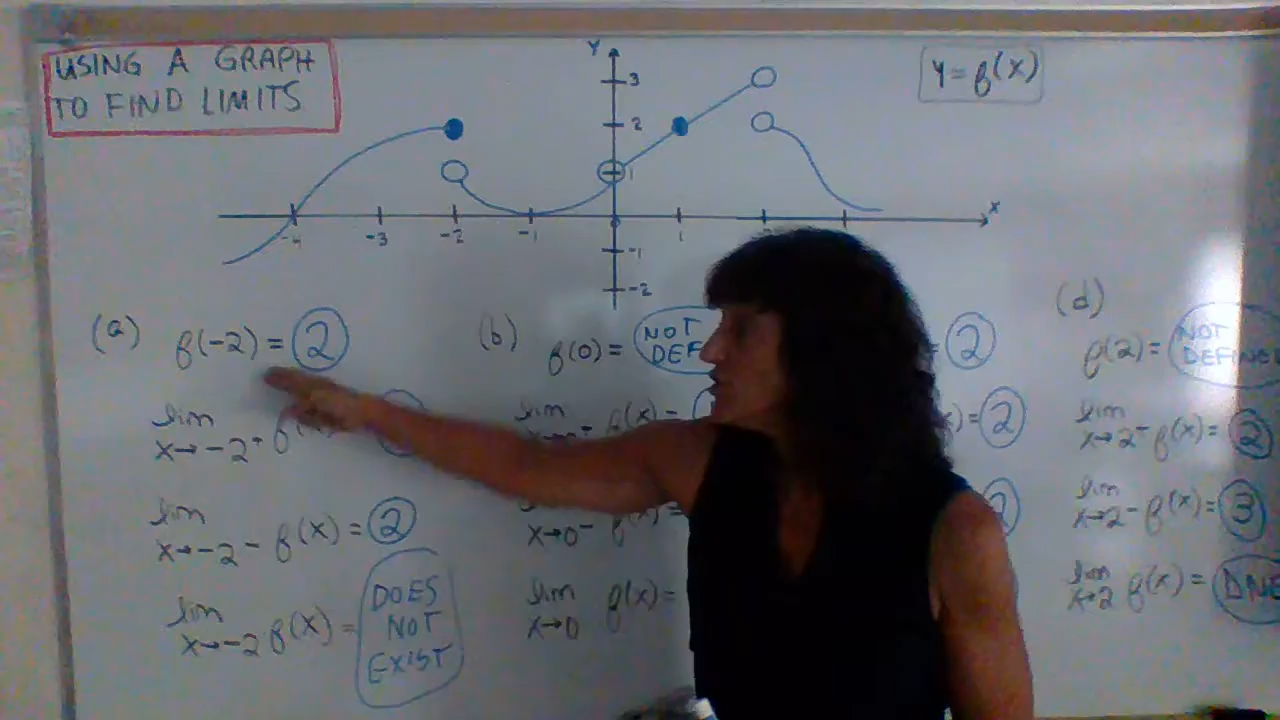 USING A GRAPH
TO FIND LIMITS
Y = f(x)
Y
3
2
1
-1
-2
-4
-3
-2
-1
1
x
(a)
f(-2) = 2
lim
x→-2+
lim
x→-2- f(x) = 2
lim
x→-2 f(x) =
DOES
NOT
EXIST
(b)
f(0) =
NOT
DEF
lim
f(x) =
x→0-
lim
x→0 f(x) =
= 2
(x) = 2
(d)
f(2) =
NOT
DEFINE
lim
x→2- f(x) = 2
lim
x→2- f(x) = 3
lim
x→2 f(x) = DNE